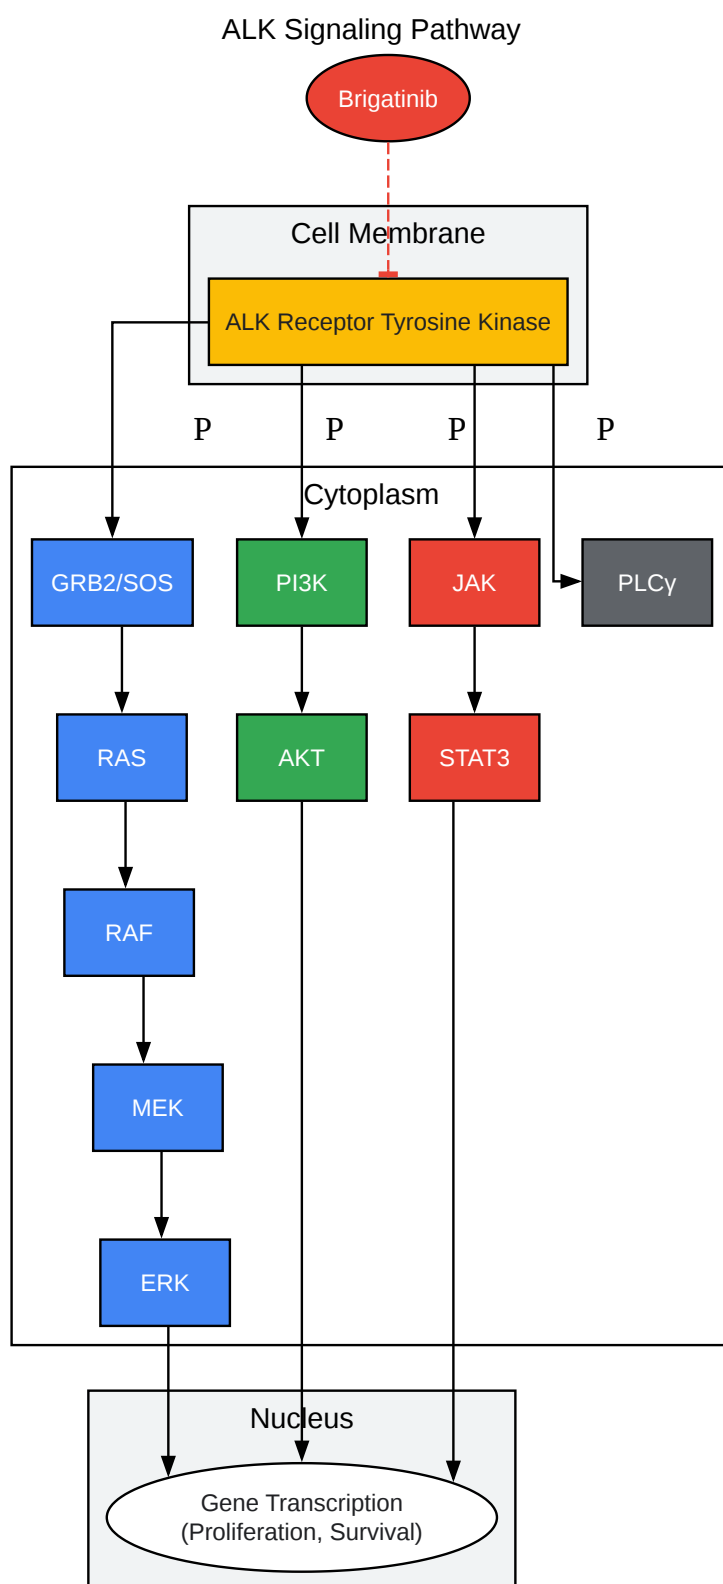 ALK Signaling Pathway
Brigatinib
Cell Membrane
ALK Receptor Tyrosine Kinase
P P P P
Cytoplasm
GRB2/SOS PI3K JAK PLCγ
RAS AKT STAT3
RAF
MEK
ERK
Nucleus
Gene Transcription
(Proliferation, Survival)